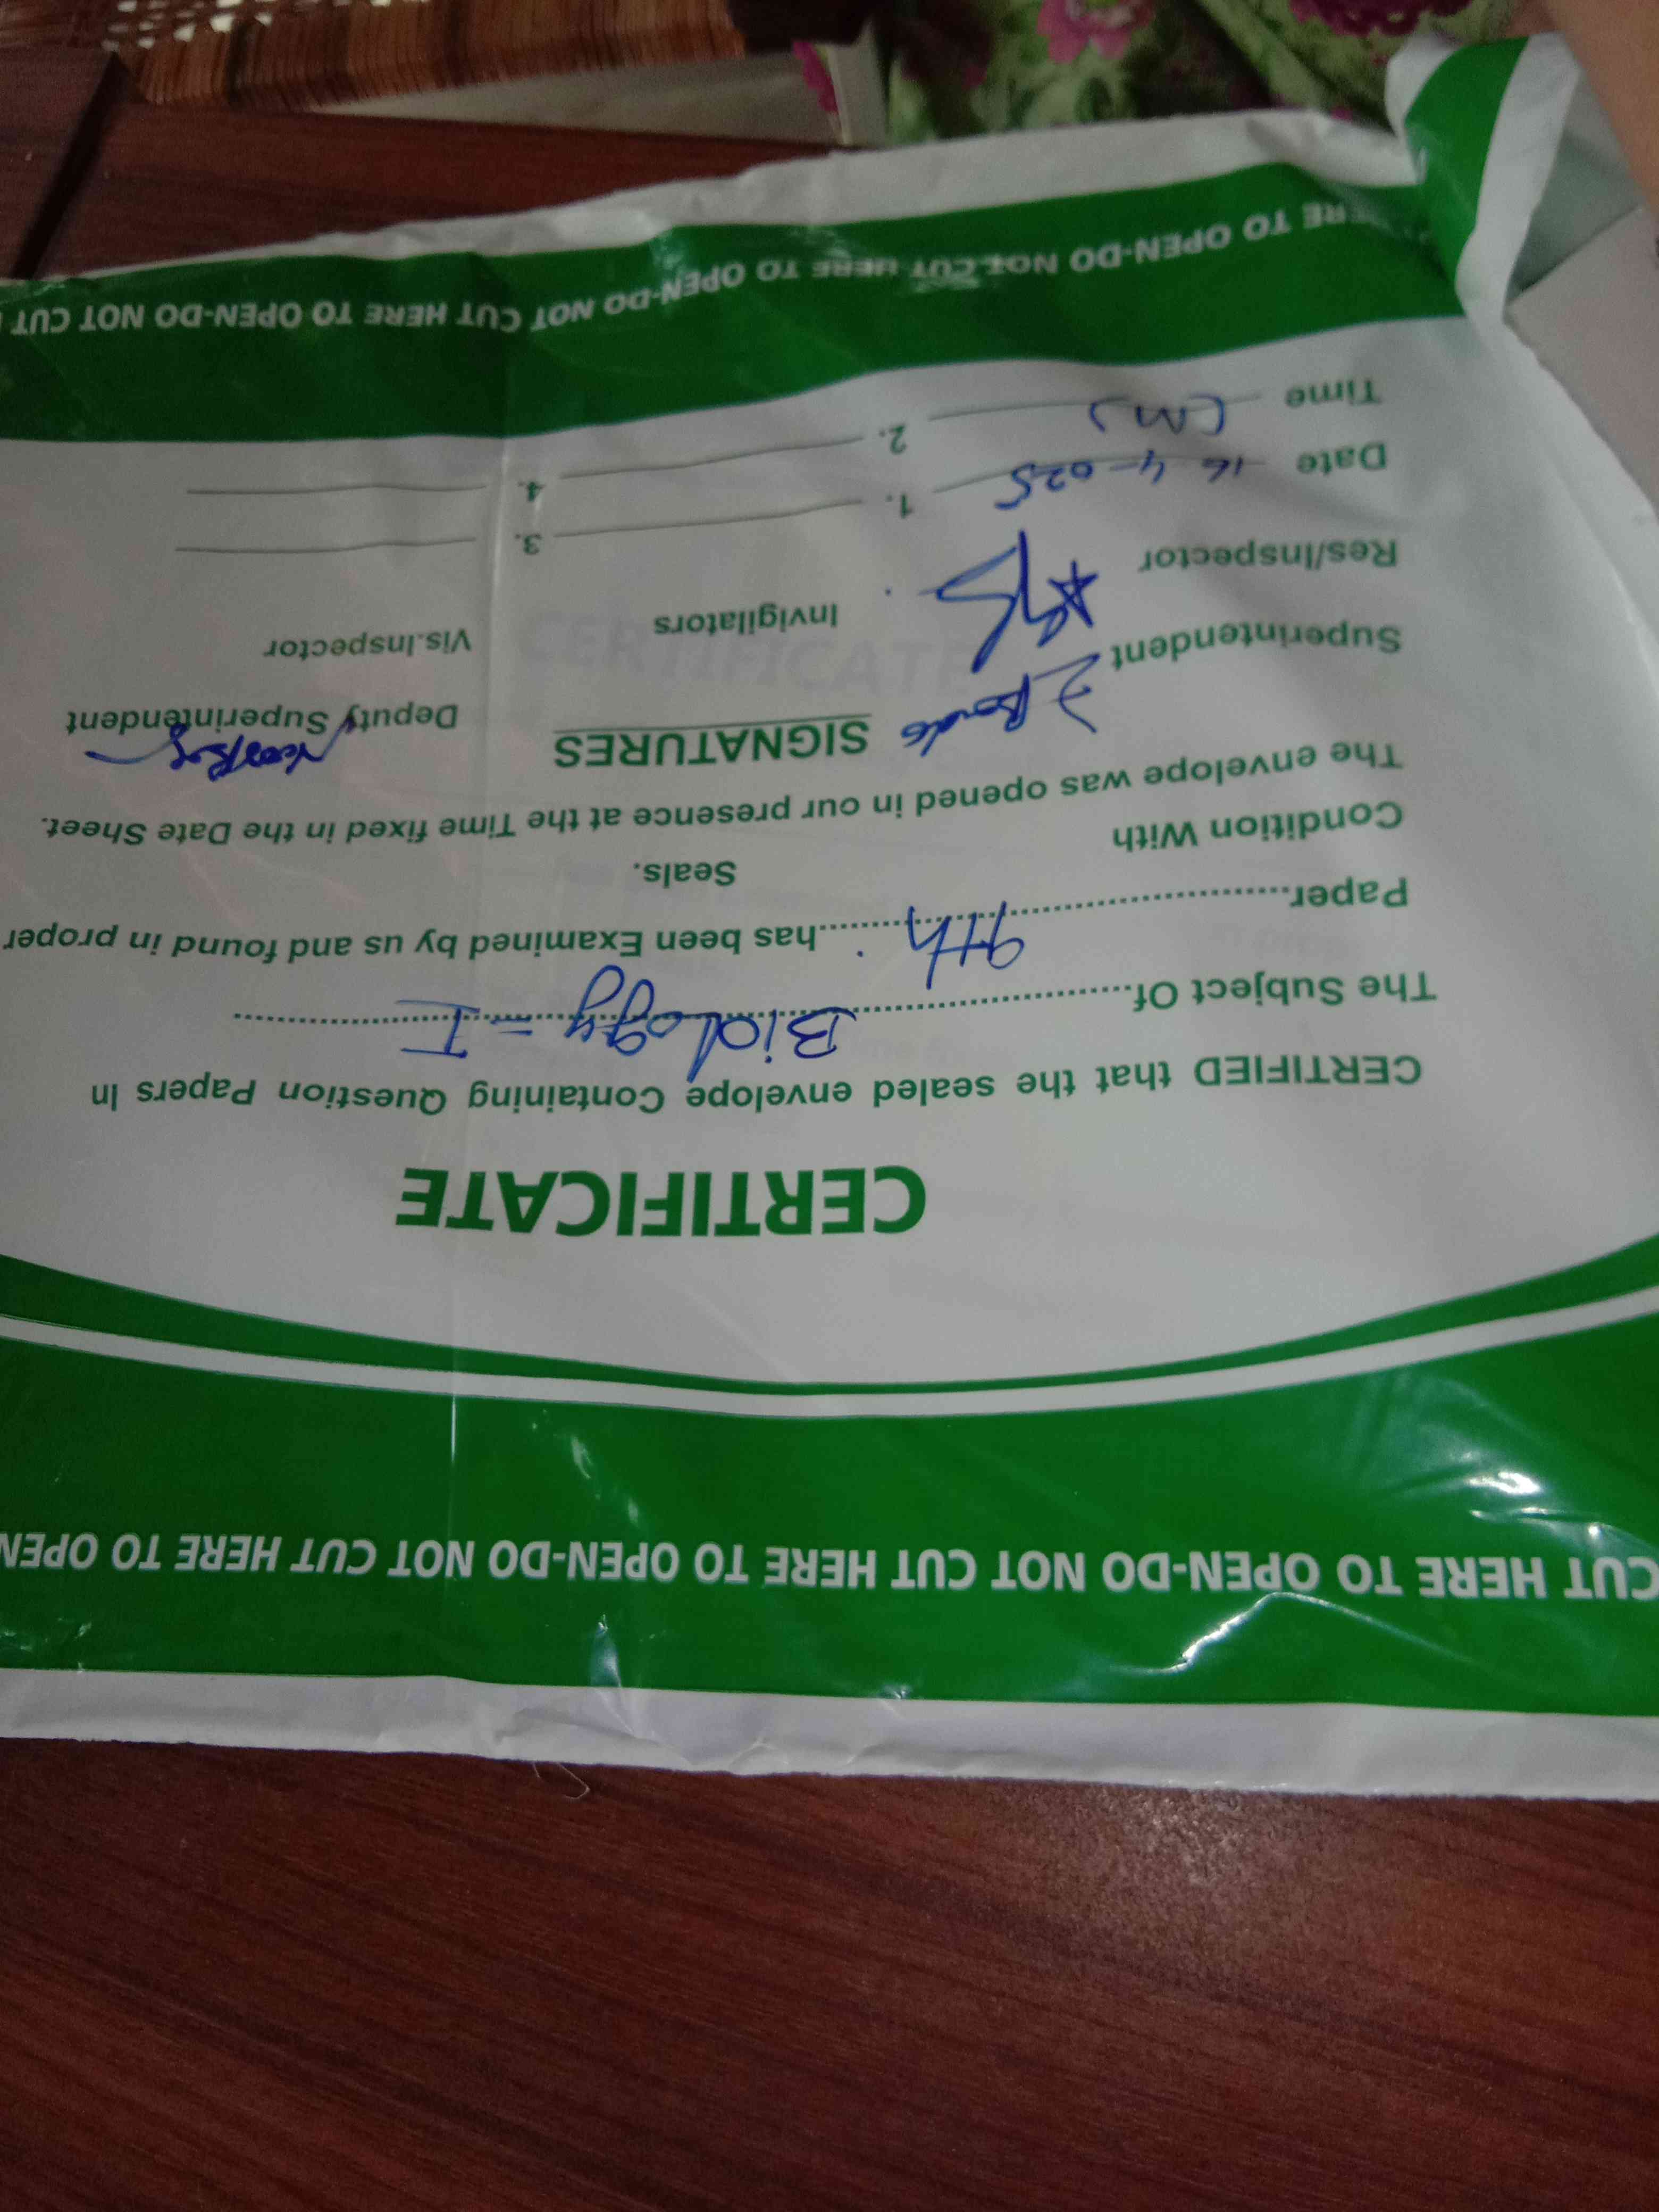 CUT HERE TO OPEN-DO NOT CUT HERE TO OPEN-DO NOT CUT HERE TO OPEN
CERTIFICATE
CERTIFIED that the sealed envelope Containing Question Papers In
The Subject Of Biology = I
Paper 9th has been Examined by us and found in proper
Condition With Seals.
The envelope was opened in our presence at the Time fixed in the Date Sheet.
SIGNATURES
Superintendent
Deputy Superintendent
Res/Inspector
Invigilators
Vis.Inspector
Date 16 4-025
1.
3.
Time (M)
2.
4.
HERE TO OPEN-DO NOT CUT HERE TO OPEN-DO NOT CUT HERE TO OPEN-DO NOT CUT